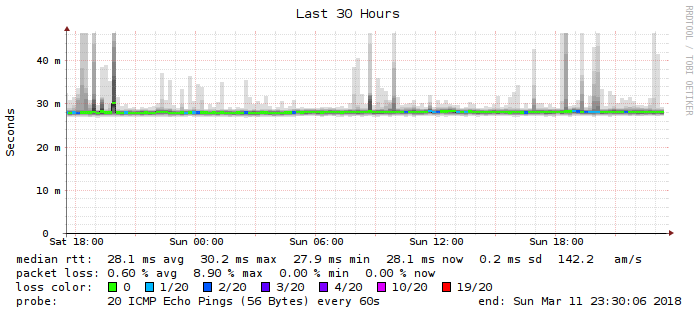 Last 30 Hours
RRDTOOL / TOBI OETIKER
Seconds
40 m
30 m
20 m
10 m
0
Sat 18:00 Sun 00:00 Sun 06:00 Sun 12:00 Sun 18:00
median rtt: 28.1 ms avg 30.2 ms max 27.9 ms min 28.1 ms now 0.2 ms sd 142.2 am/s
packet loss: 0.60 % avg 8.90 % max 0.00 % min 0.00 % now
loss color: 0 1/20 2/20 3/20 4/20 10/20 19/20
probe: 20 ICMP Echo Pings (56 Bytes) every 60s end: Sun Mar 11 23:30:06 2018